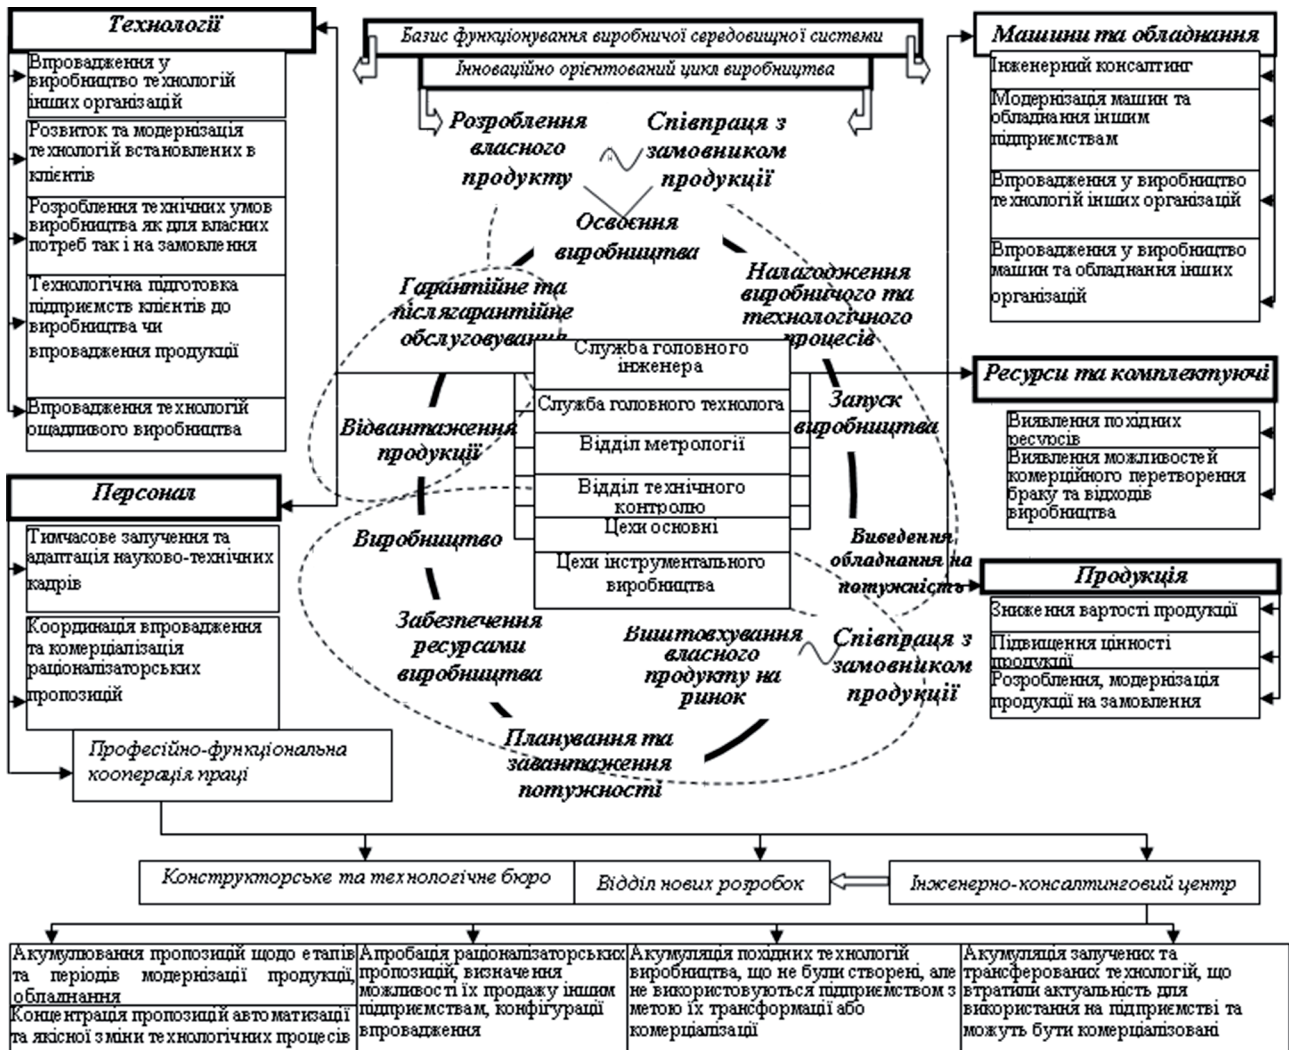 Технології
Впровадження у
виробництво технологій
інших організацій
Розвиток та модернізація
технологій встановлених в
клієнтів
Розроблення технічних умов
виробництва як для власних
потреб так і на замовлення
Технологічна підготовка
підприємств клієнтів до
виробництва чи
впровадження продукції
Впровадження технологій
ощадливого виробництва
Персонал
Тимчасове залучення та
адаптація науково-технічних
кадрів
Координація впровадження
та комерціалізація
раціоналізаторських
пропозицій
Професійно-функціональна
кооперація праці
Базис функціонування виробничої середовищної системи
Інноваційно орієнтований цикл виробництва
Розроблення
власного
продукту
Співпраця з
замовником
продукції
Освоєння
виробництва
Гарантійне та
післягарантійне
обслуговування
Налагодження
виробничого та
технологічного
процесів
Служба головного
інженера
Служба головного технолога
Відділ метрології
Відділ технічного
контролю
Цехи основні
Цехи інструментального
виробництва
Відвантаження
продукції
Запуск
виробництва
Виробництво
Виведення
обладнання на
потужність
Забезпечення
ресурсами
виробництва
Виштовхування
власного
продукту на
ринок
Співпраця з
замовником
продукції
Планування та
завантаження
потужності
Машини та обладнання
Інженерний консалтинг
Модернізація машин та
обладнання іншим
підприємствам
Впровадження у виробництво
технологій інших організацій
Впровадження у виробництво
машин та обладнання інших
організацій
Ресурси та комплектуючі
Виявлення похідних
ресурсів
Виявлення можливостей
комерційного перетворення
браку та відходів
виробництва
Продукція
Зниження вартості продукції
Підвищення цінності
продукції
Розроблення, модернізація
продукції на замовлення
Конструкторське та технологічне бюро
Відділ нових розробок
Інженерно-консалтинговий центр
Акумулювання пропозицій щодо етапів
та періодів модернізації продукції,
обладнання
Концентрація пропозицій автоматизації
та якісної зміни технологічних процесів
Апробація раціоналізаторських
пропозицій, визначення
можливості їх продажу іншим
підприємствам, конфігурації
впровадження
Акумуляція похідних технологій
виробництва, що не були створені, але
не використовуються підприємством з
метою їх трансформації або
комерціалізації
Акумуляція залучених та
трансферованих технологій, що
втратили актуальність для
використання на підприємстві та
можуть бути комерціалізовані